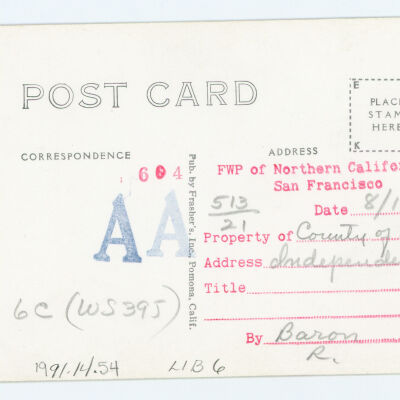 POST CARD
E
PLACE
STAM
HERE
K
CORRESPONDENCE
ADDRESS
604
FWP of Northern Califor
San Francisco
513
21
Date 8/1
AA
Pub. by Frasher's, Inc., Pomona, Calif.
Property of County of
Address Independe
Title
6C (WS395)
By Baron
R.
1991.14.54
LIB 6